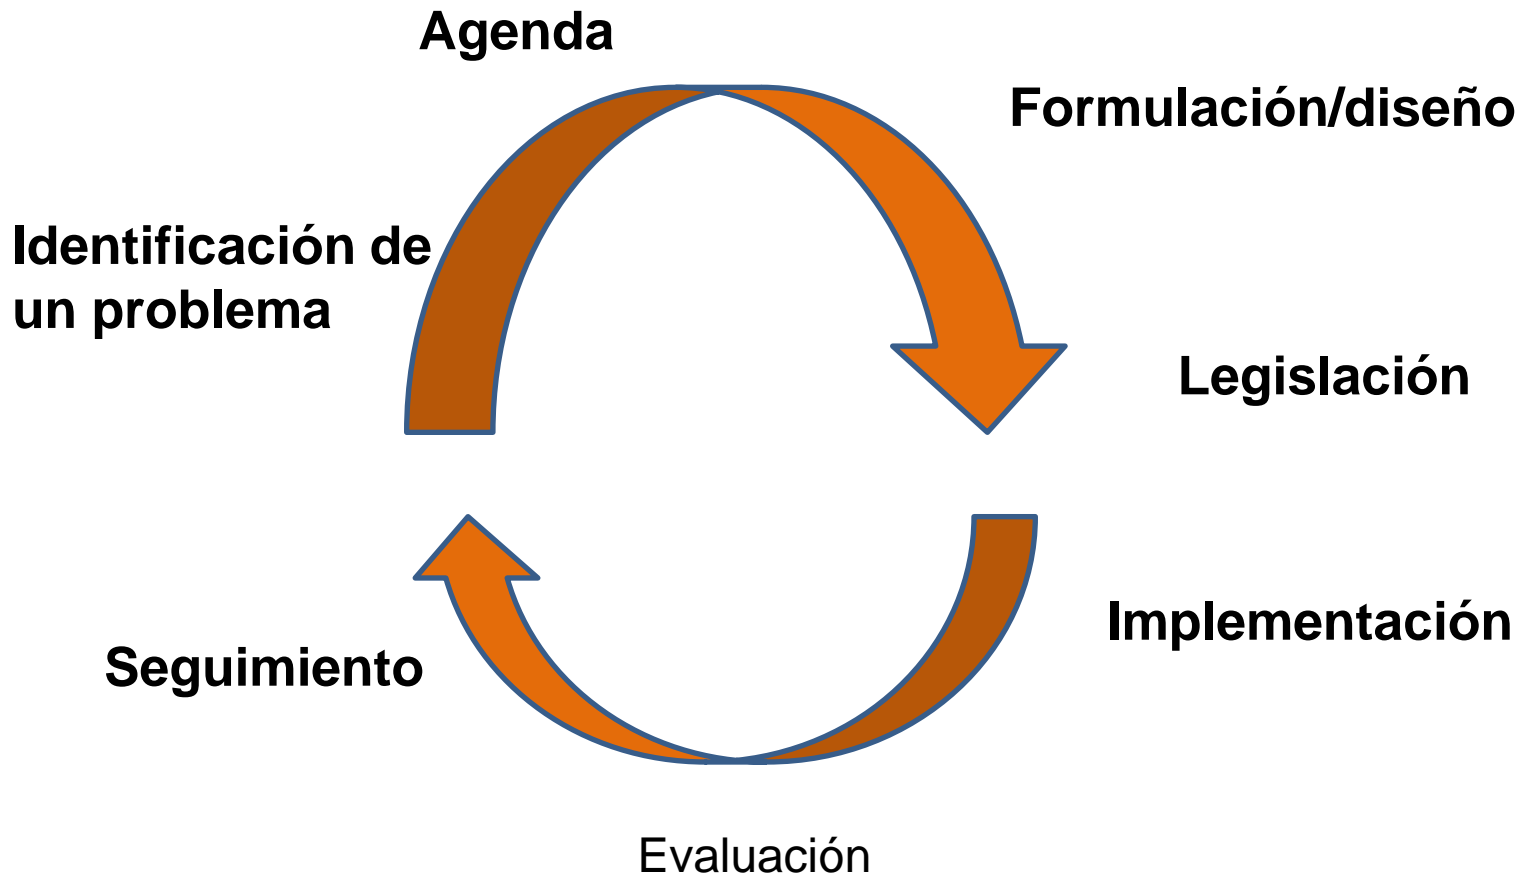 Agenda
Formulación/diseño
Identificación de
un problema
Legislación
Implementación
Seguimiento
Evaluación